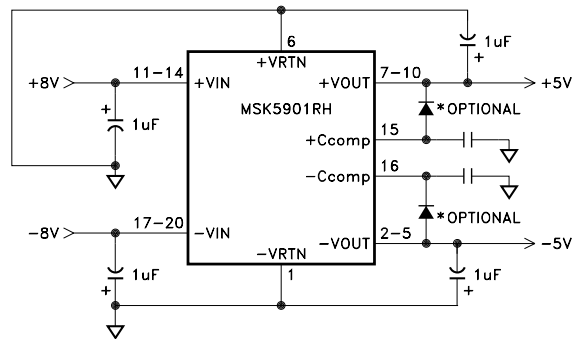 6
+VRTN
1uF
+
+8V
11-14
+VIN
+VOUT
7-10
+5V
+
1uF
MSK5901RH
*OPTIONAL
+Ccomp
15
-Ccomp
16
-8V
17-20
-VIN
*OPTIONAL
-VOUT
2-5
-5V
-VRTN
1uF
+
1
1uF
+